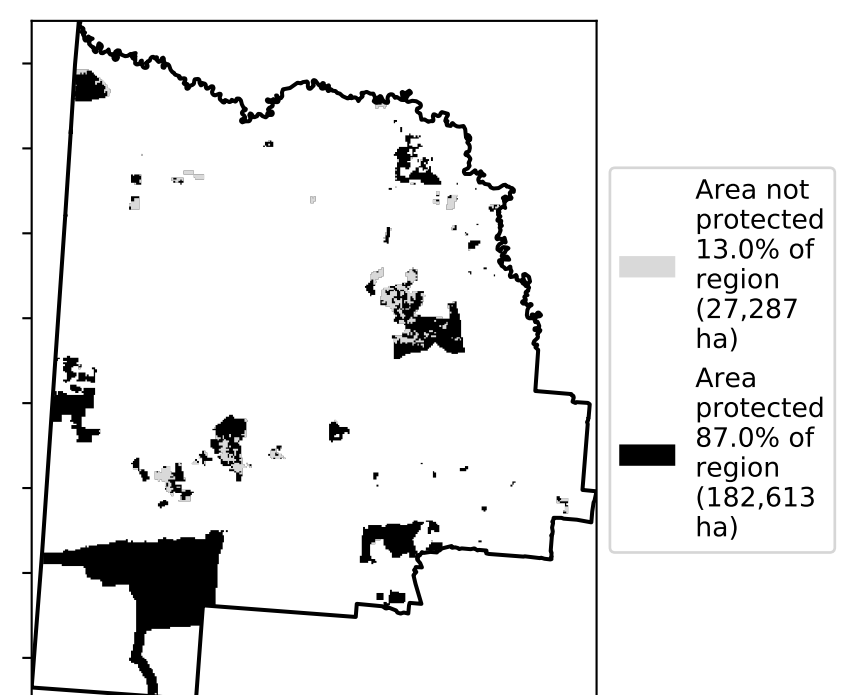 Area not
protected
13.0% of
region
(27,287
ha)
Area
protected
87.0% of
region
(182,613
ha)